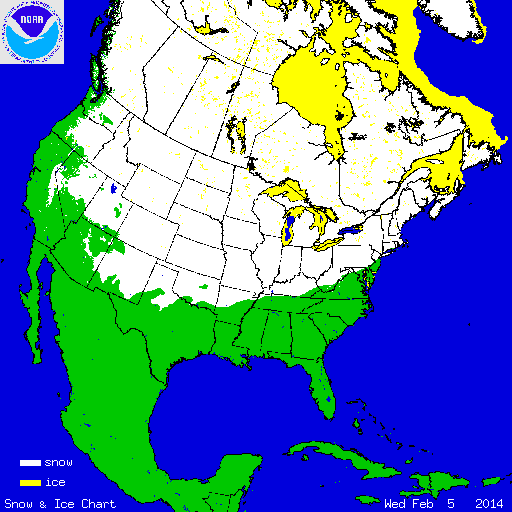 NOAA
snow
ice
Snow & Ice Chart
Wed Feb 5 2014